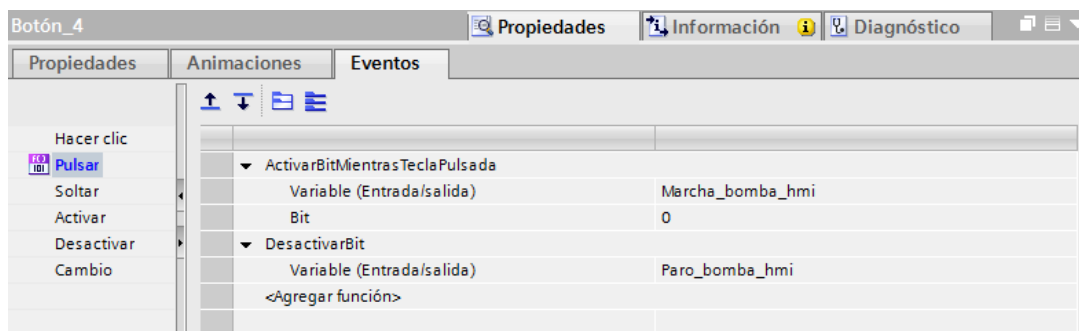 Botón_4
Propiedades
Información
Diagnóstico
Propiedades
Animaciones
Eventos
Hacer clic
Pulsar
Soltar
Activar
Desactivar
Cambio
ActivarBitMientrasTeclaPulsada
Variable (Entrada/salida) Marcha_bomba_hmi
Bit 0
DesactivarBit
Variable (Entrada/salida) Paro_bomba_hmi
<Agregar función>